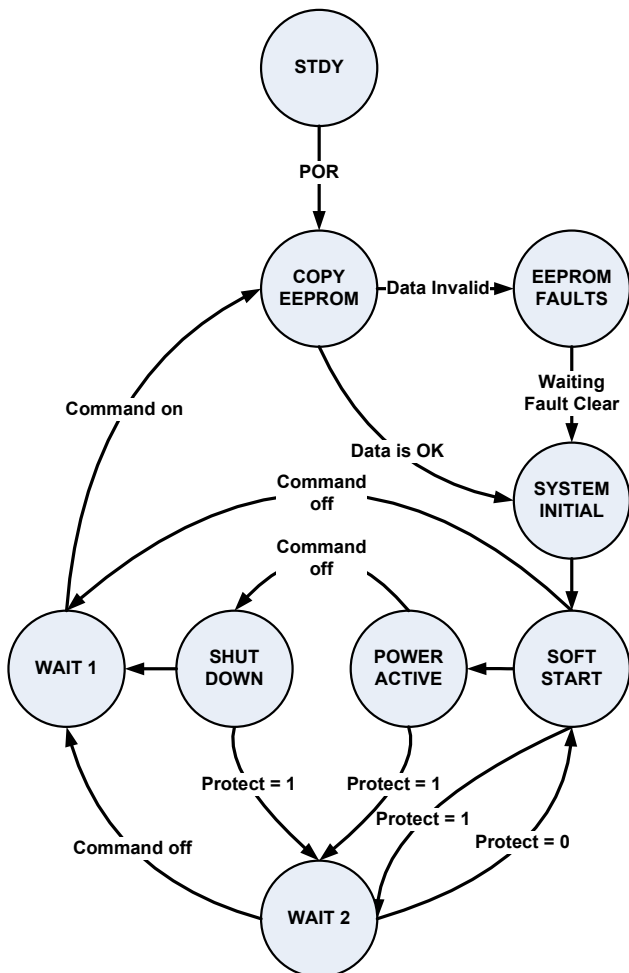 STDY
POR
COPY
EEPROM
Data Invalid
EEPROM
FAULTS
Waiting
Fault Clear
Command on
Data is OK
SYSTEM
INITIAL
Command
off
Command
off
WAIT 1
SHUT
DOWN
POWER
ACTIVE
SOFT
START
Protect = 1
Protect = 1
Protect = 1
Protect = 0
Command off
WAIT 2